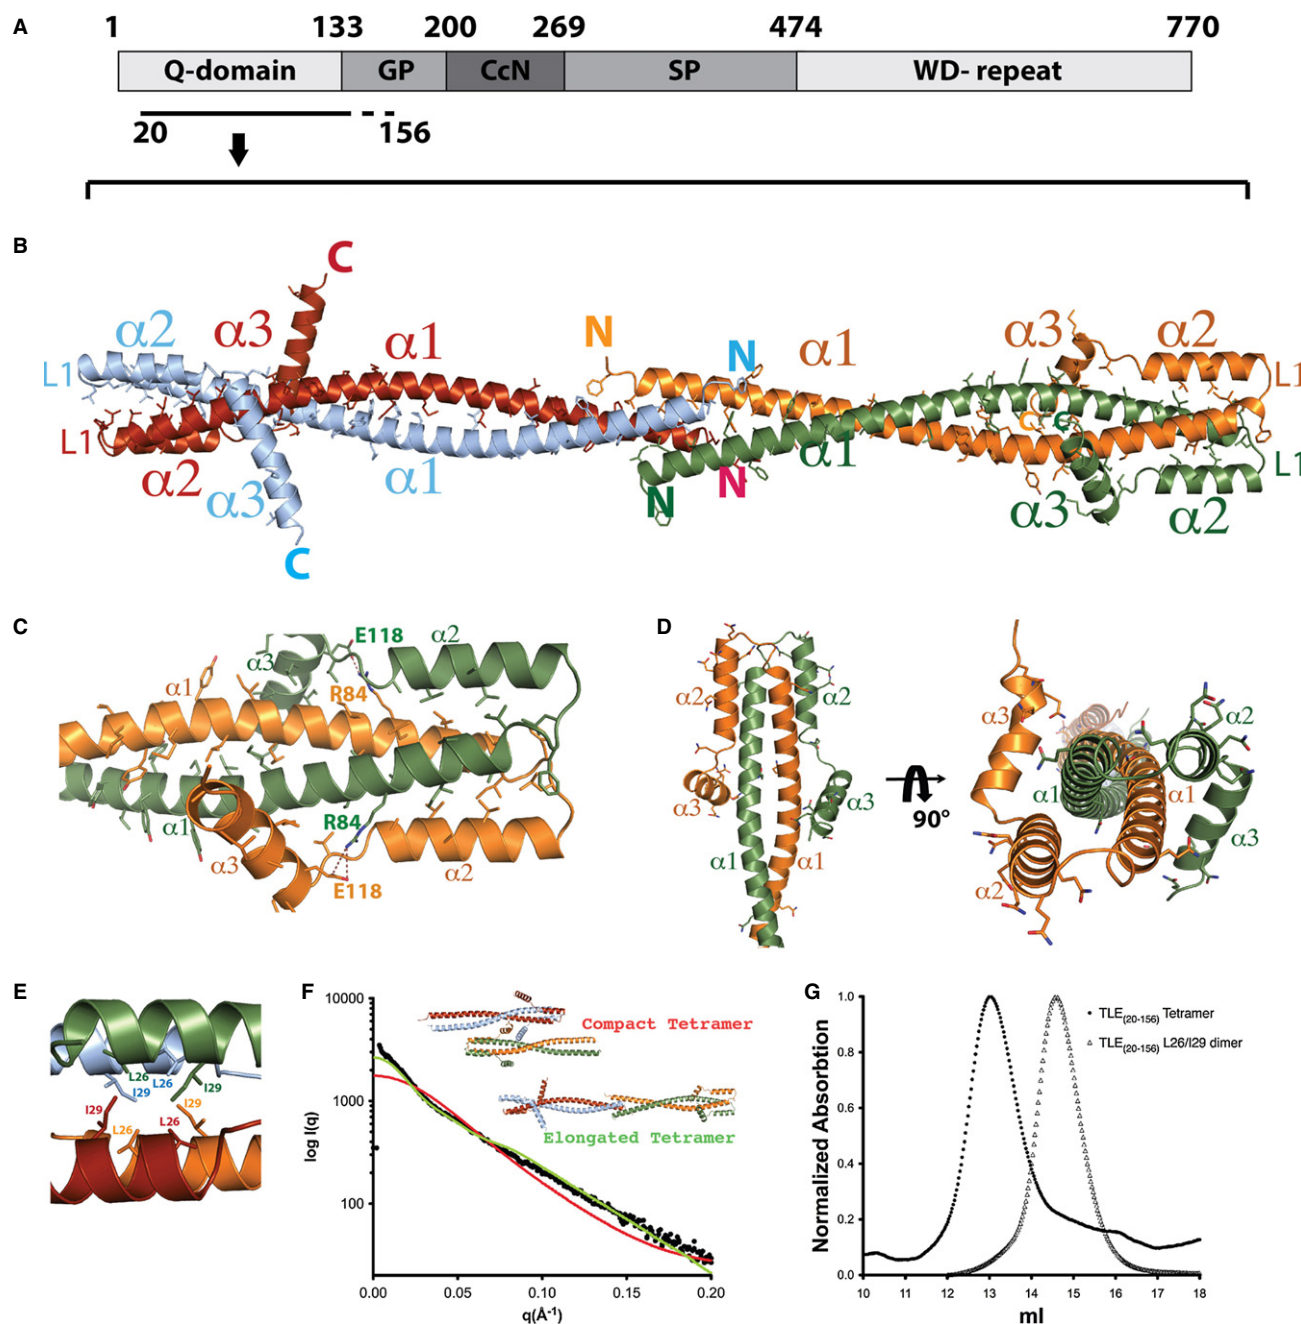 A
1 133 200 269 474 770
Q-domain GP CcN SP WD- repeat
20 156
B
C
α2 α3 α1 N N α1 α3 α2
L1 L1
C C
L1 L1
α2 α3 α1 N N α1 α3 α2
C
C
E118 α2
α3
α1 R84
R84
α1
α3 E118 α2
D
α2 α2
α3 α3
α1 α1
90°
α3 α2
α1 α1
α3
α2
E
L26 L26
I29 I29
I29 I29
L26 L26
F
10000
1000
100
log I(q)
Compact Tetramer
Elongated Tetramer
0.00 0.05 0.10 0.15 0.20
q(Å-1)
G
1.0
0.8
0.6
0.4
0.2
0.0
Normalized Absorbtion
TLE(20-156) Tetramer
TLE(20-156) L26/I29 dimer
10 11 12 13 14 15 16 17 18
ml